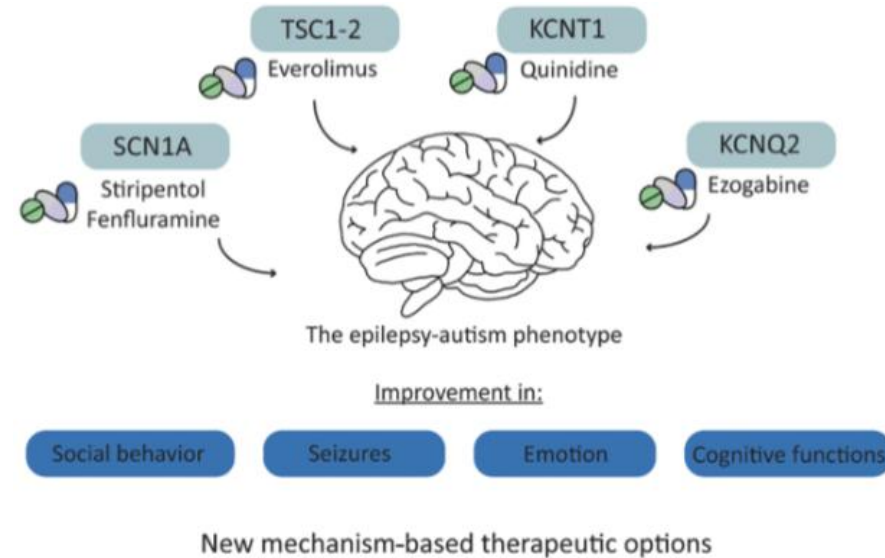 TSC1-2
Everolimus
KCNT1
Quinidine
SCN1A
Stiripentol
Fenfluramine
KCNQ2
Ezogabine
The epilepsy-autism phenotype
Improvement in:
Social behavior
Seizures
Emotion
Cognitive functions
New mechanism-based therapeutic options